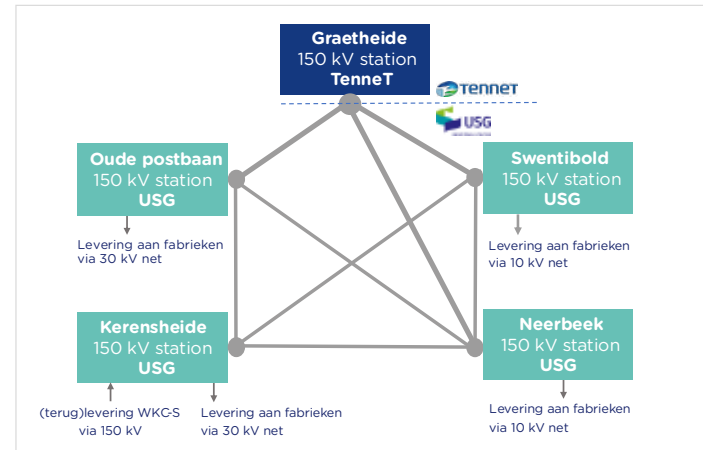 Graetheide
150 kV station
TenneT
TENNET
USG
Oude postbaan
150 kV station
USG
Swentibold
150 kV station
USG
Levering aan fabrieken
via 30 kV net
Levering aan fabrieken
via 10 kV net
Kerensheide
150 kV station
USG
Neerbeek
150 kV station
USG
(terug)levering WKC-S
via 150 kV
Levering aan fabrieken
via 30 kV net
Levering aan fabrieken
via 10 kV net